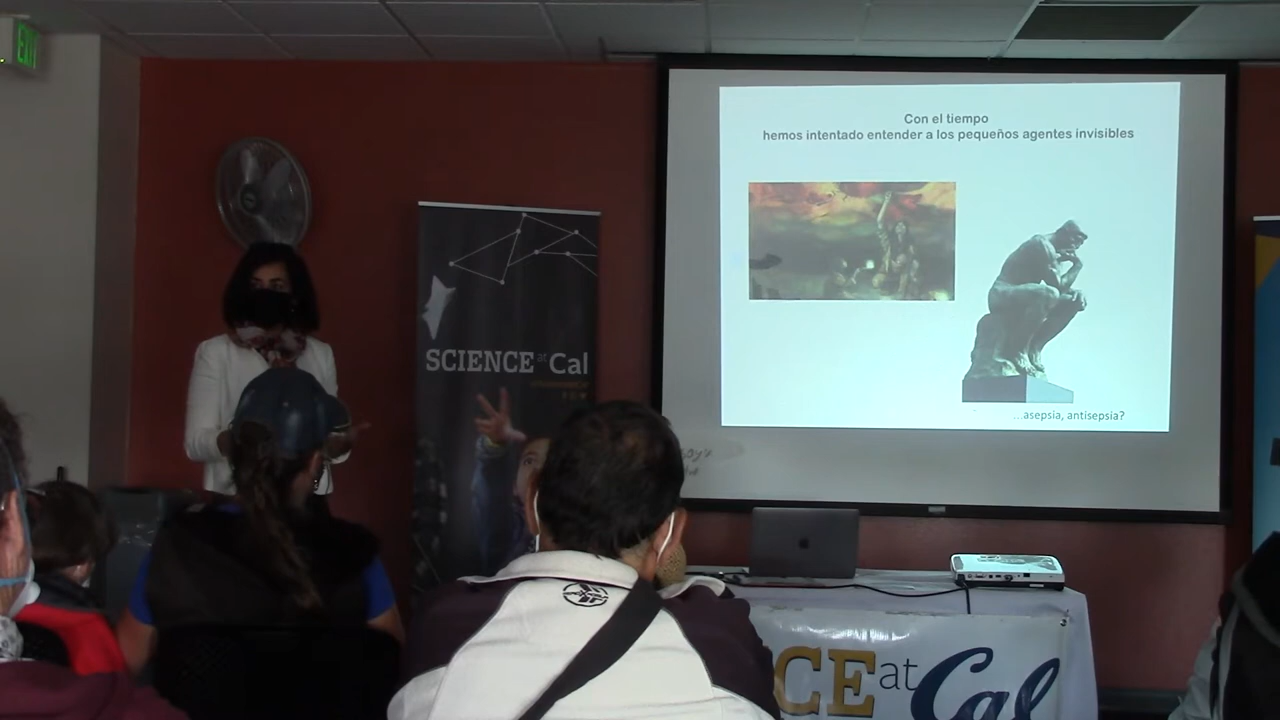 EXIT
Con el tiempo
hemos intentado entender a los pequeños agentes invisibles
...asepsia, antisepsia?
SCIENCE at Cal
CE at Cal